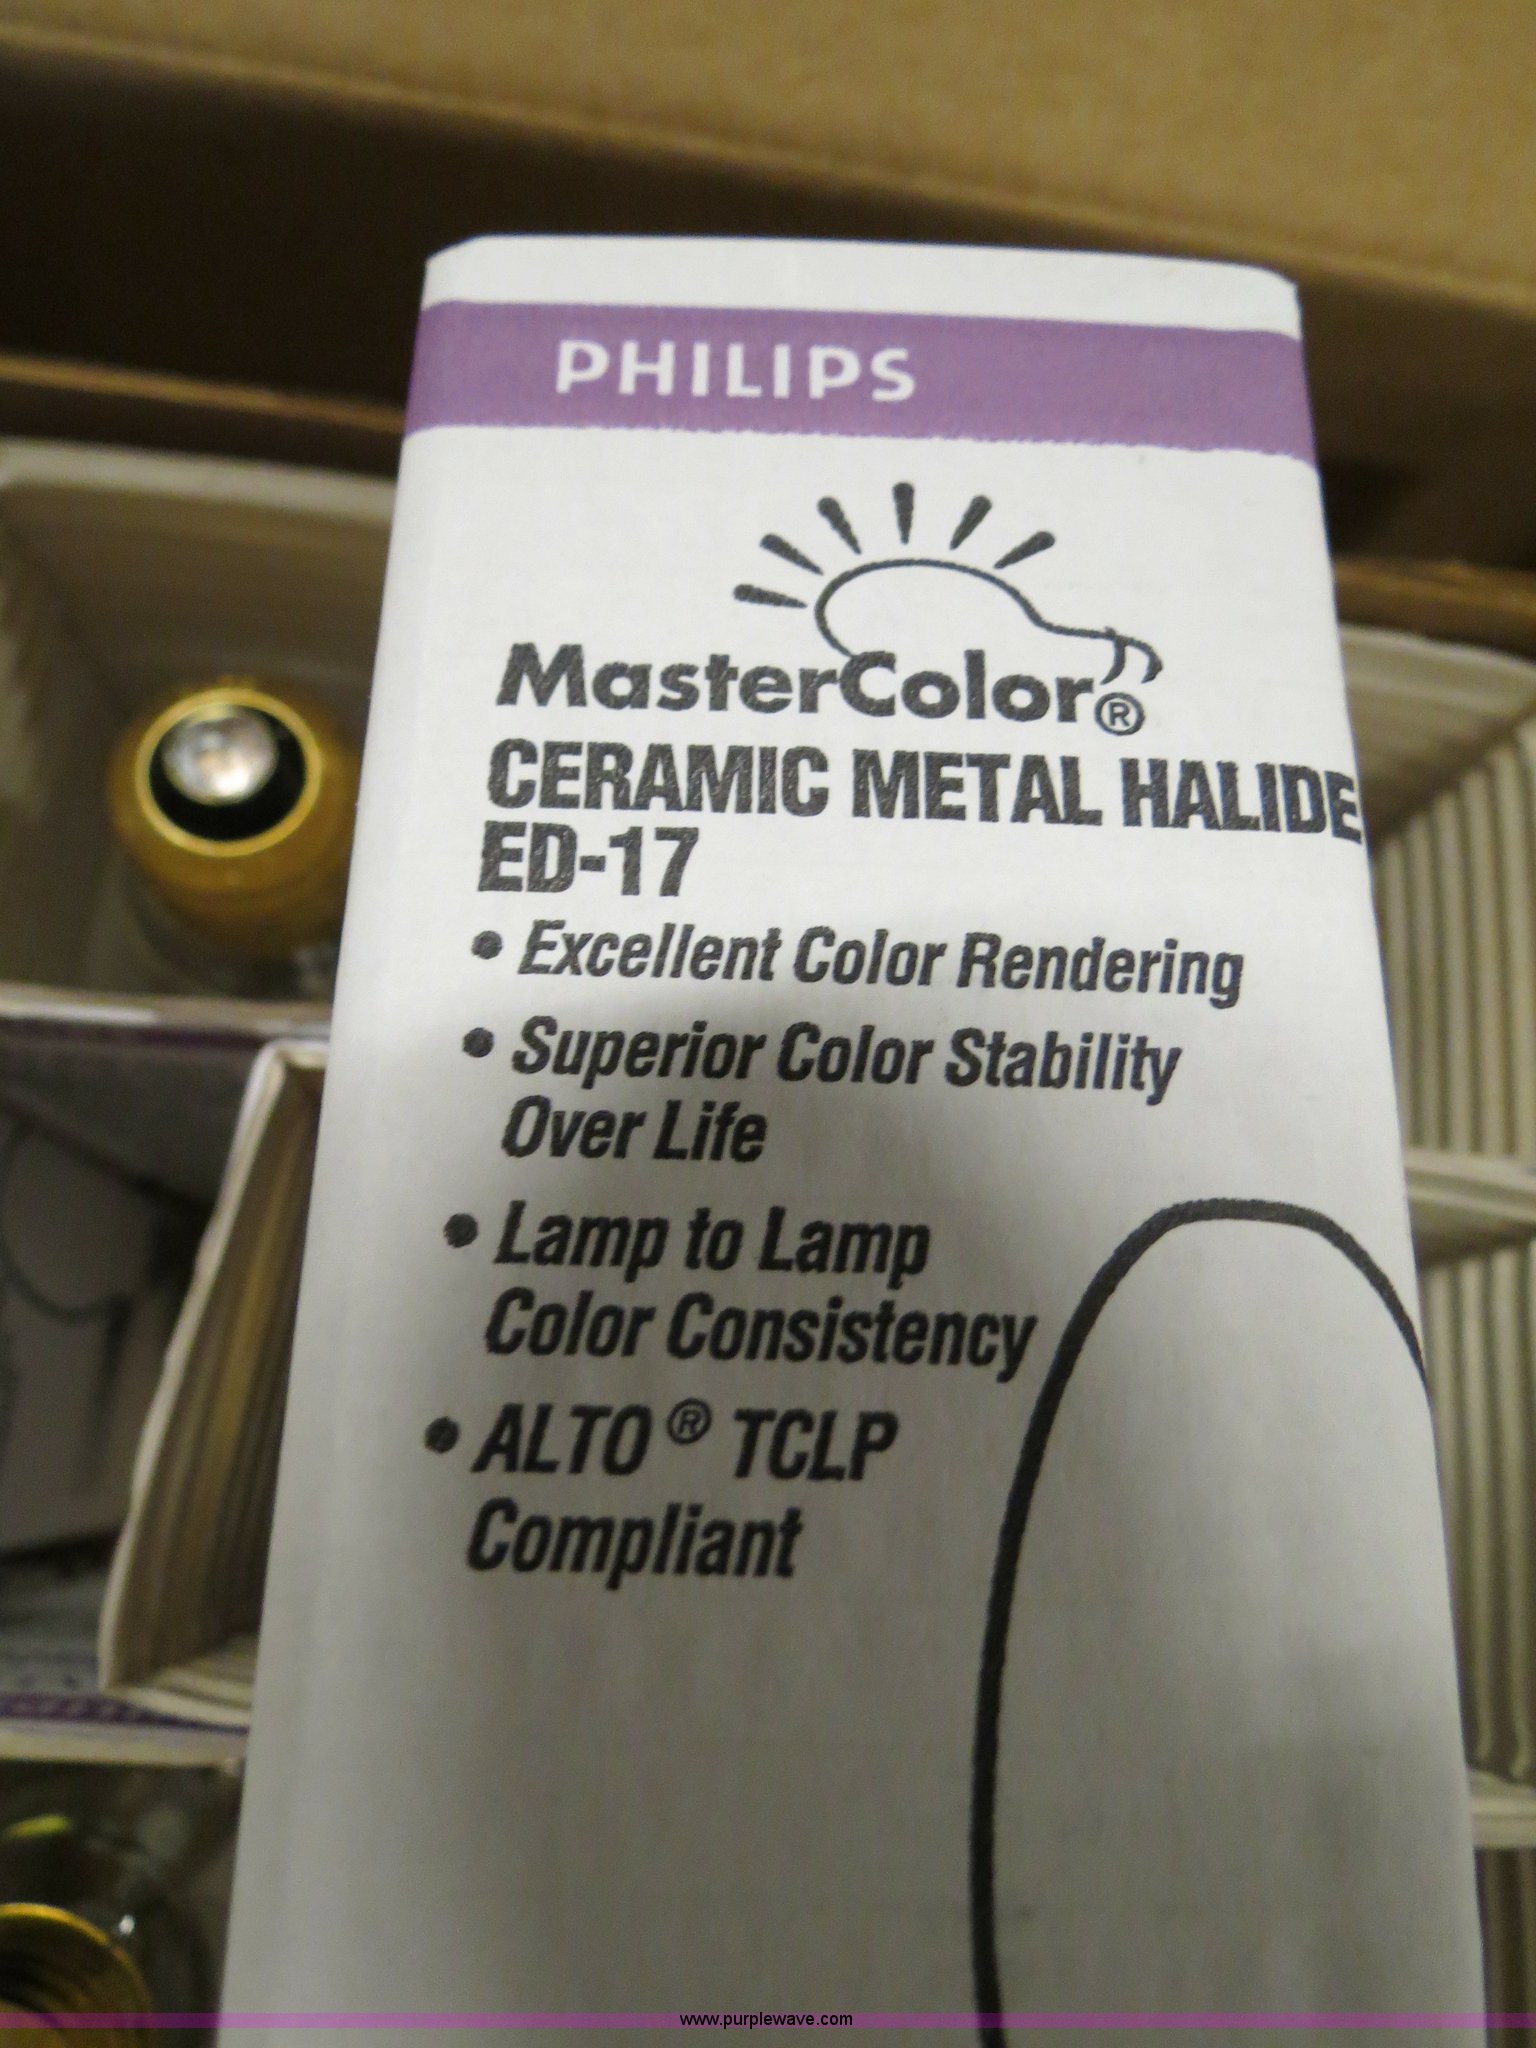 PHILIPS
MasterColor®
CERAMIC METAL HALIDE
ED-17
• Excellent Color Rendering
• Superior Color Stability
Over Life
• Lamp to Lamp
Color Consistency
• ALTO® TCLP
Compliant
www.purplewave.com